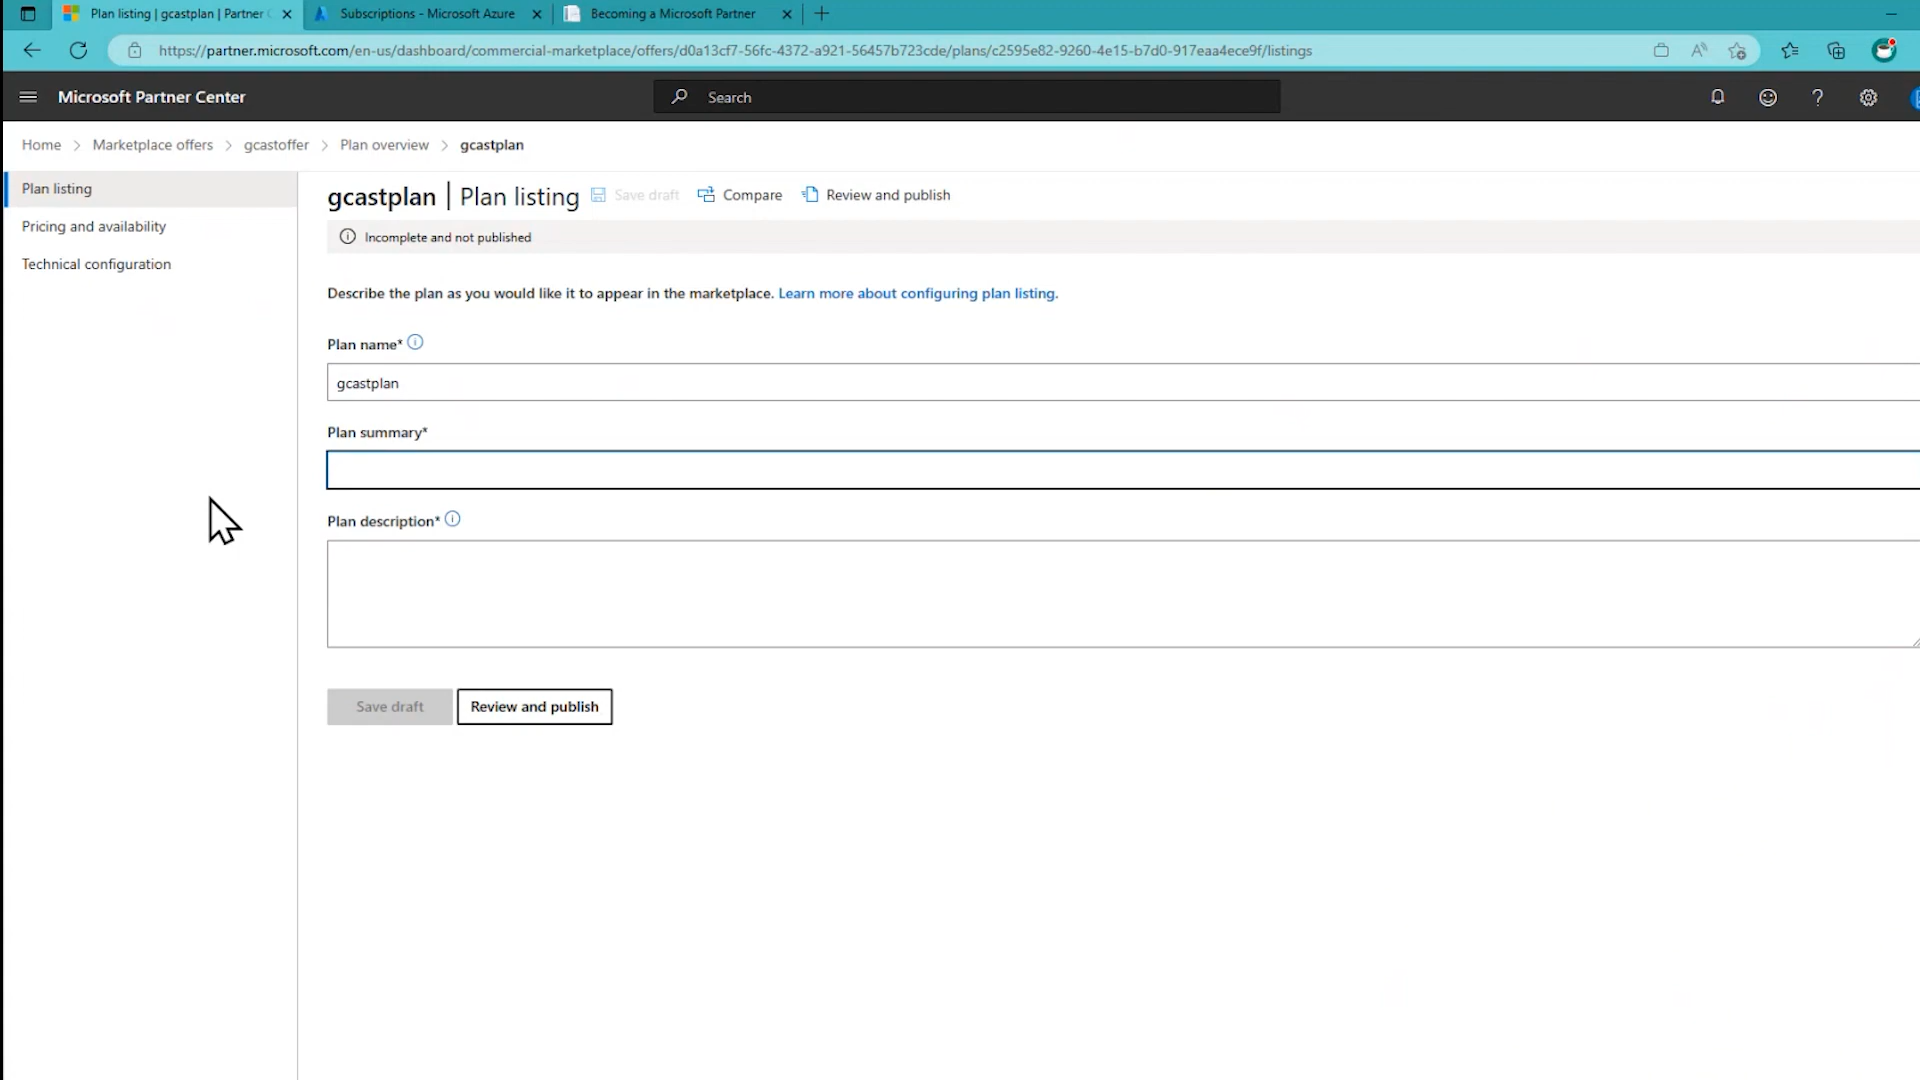 Plan listing | gcastplan | Partner C
Subscriptions - Microsoft Azure
Becoming a Microsoft Partner
https://partner.microsoft.com/en-us/dashboard/commercial-marketplace/offers/d0a13cf7-56fc-4372-a921-56457b723cde/plans/c2595e82-9260-4e15-b7d0-917eaa4ece9f/listings
Microsoft Partner Center
Search
Home > Marketplace offers > gcastoffer > Plan overview > gcastplan
Plan listing
Pricing and availability
Technical configuration
gcastplan | Plan listing
Save draft
Compare
Review and publish
Incomplete and not published
Describe the plan as you would like it to appear in the marketplace. Learn more about configuring plan listing.
Plan name*
gcastplan
Plan summary*
Plan description*
Save draft
Review and publish